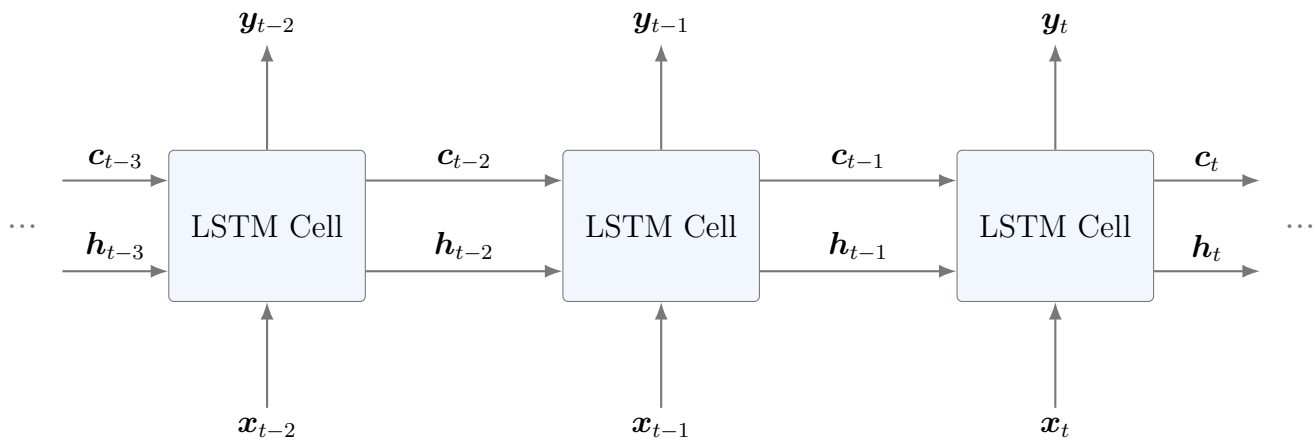 y_{t−2} y_{t−1} y_t
c_{t−3} c_{t−2} c_{t−1} c_t
... LSTM Cell LSTM Cell LSTM Cell ...
h_{t−3} h_{t−2} h_{t−1} h_t
x_{t−2} x_{t−1} x_t